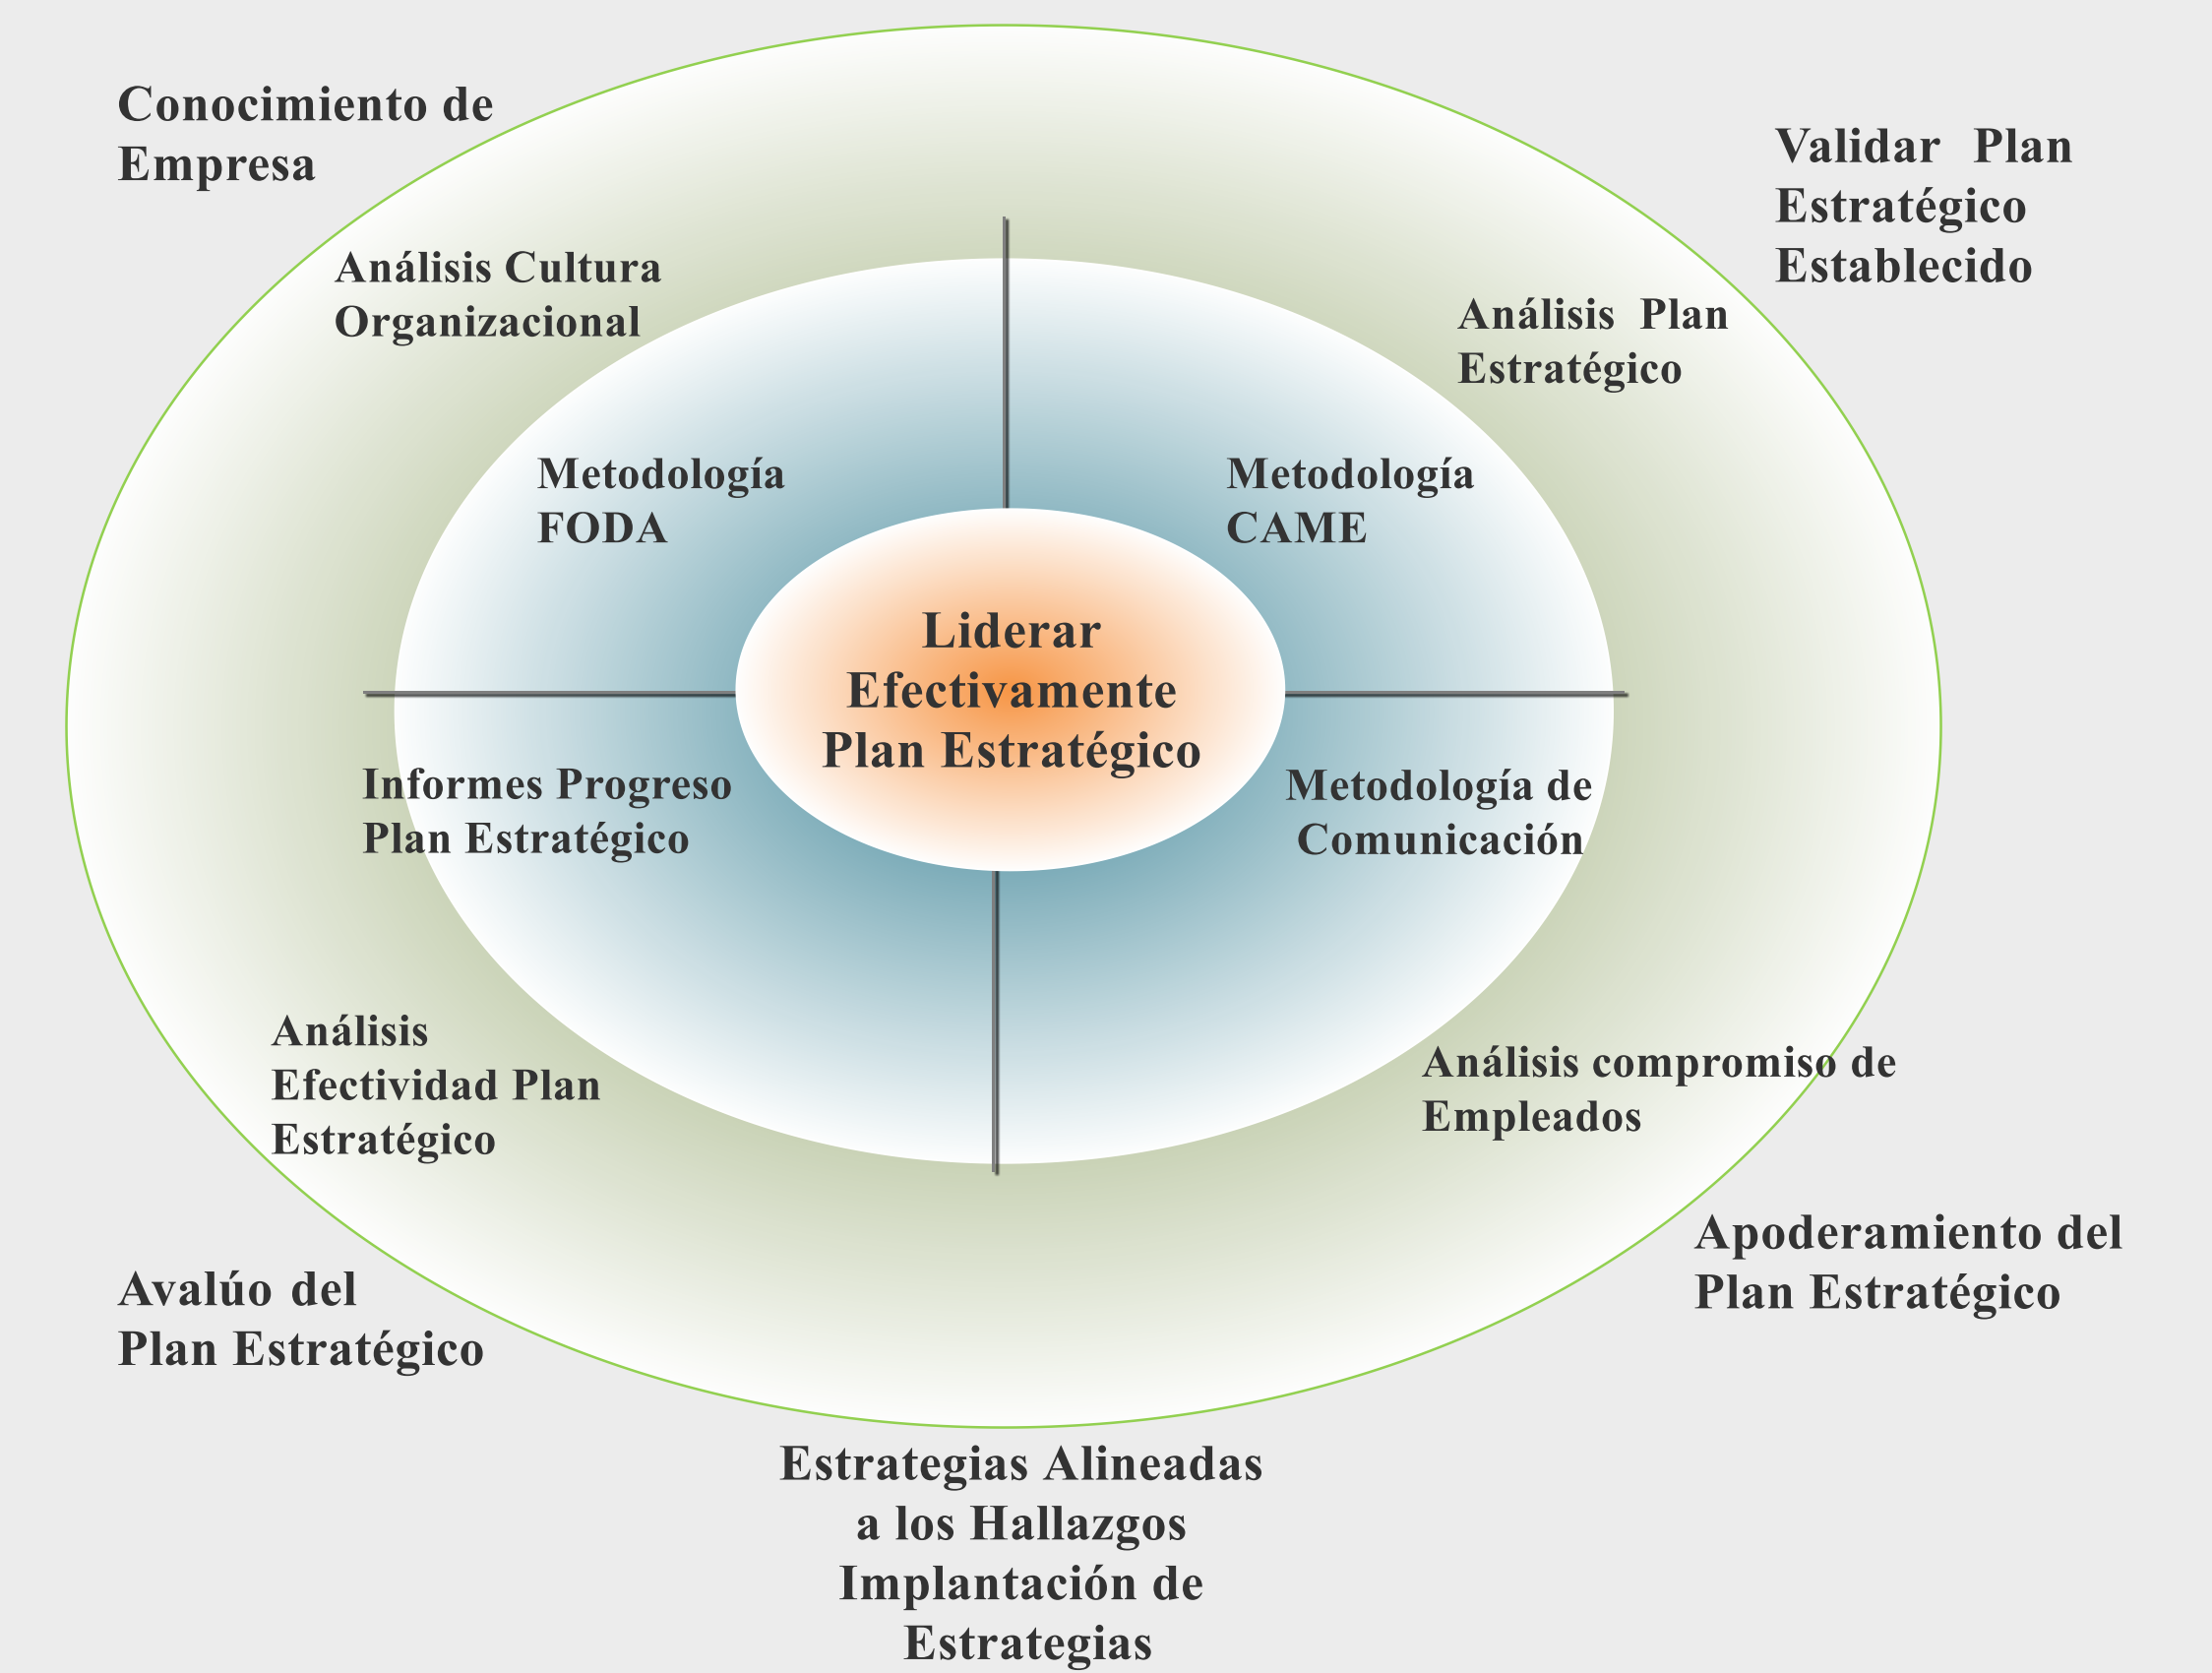 Conocimiento de
Empresa
Validar Plan
Estratégico
Establecido
Análisis Cultura
Organizacional
Análisis Plan
Estratégico
Metodología
FODA
Metodología
CAME
Liderar
Efectivamente
Plan Estratégico
Informes Progreso
Plan Estratégico
Metodología de
Comunicación
Análisis
Efectividad Plan
Estratégico
Análisis compromiso de
Empleados
Apoderamiento del
Plan Estratégico
Avalúo del
Plan Estratégico
Estrategias Alineadas
a los Hallazgos
Implantación de
Estrategias